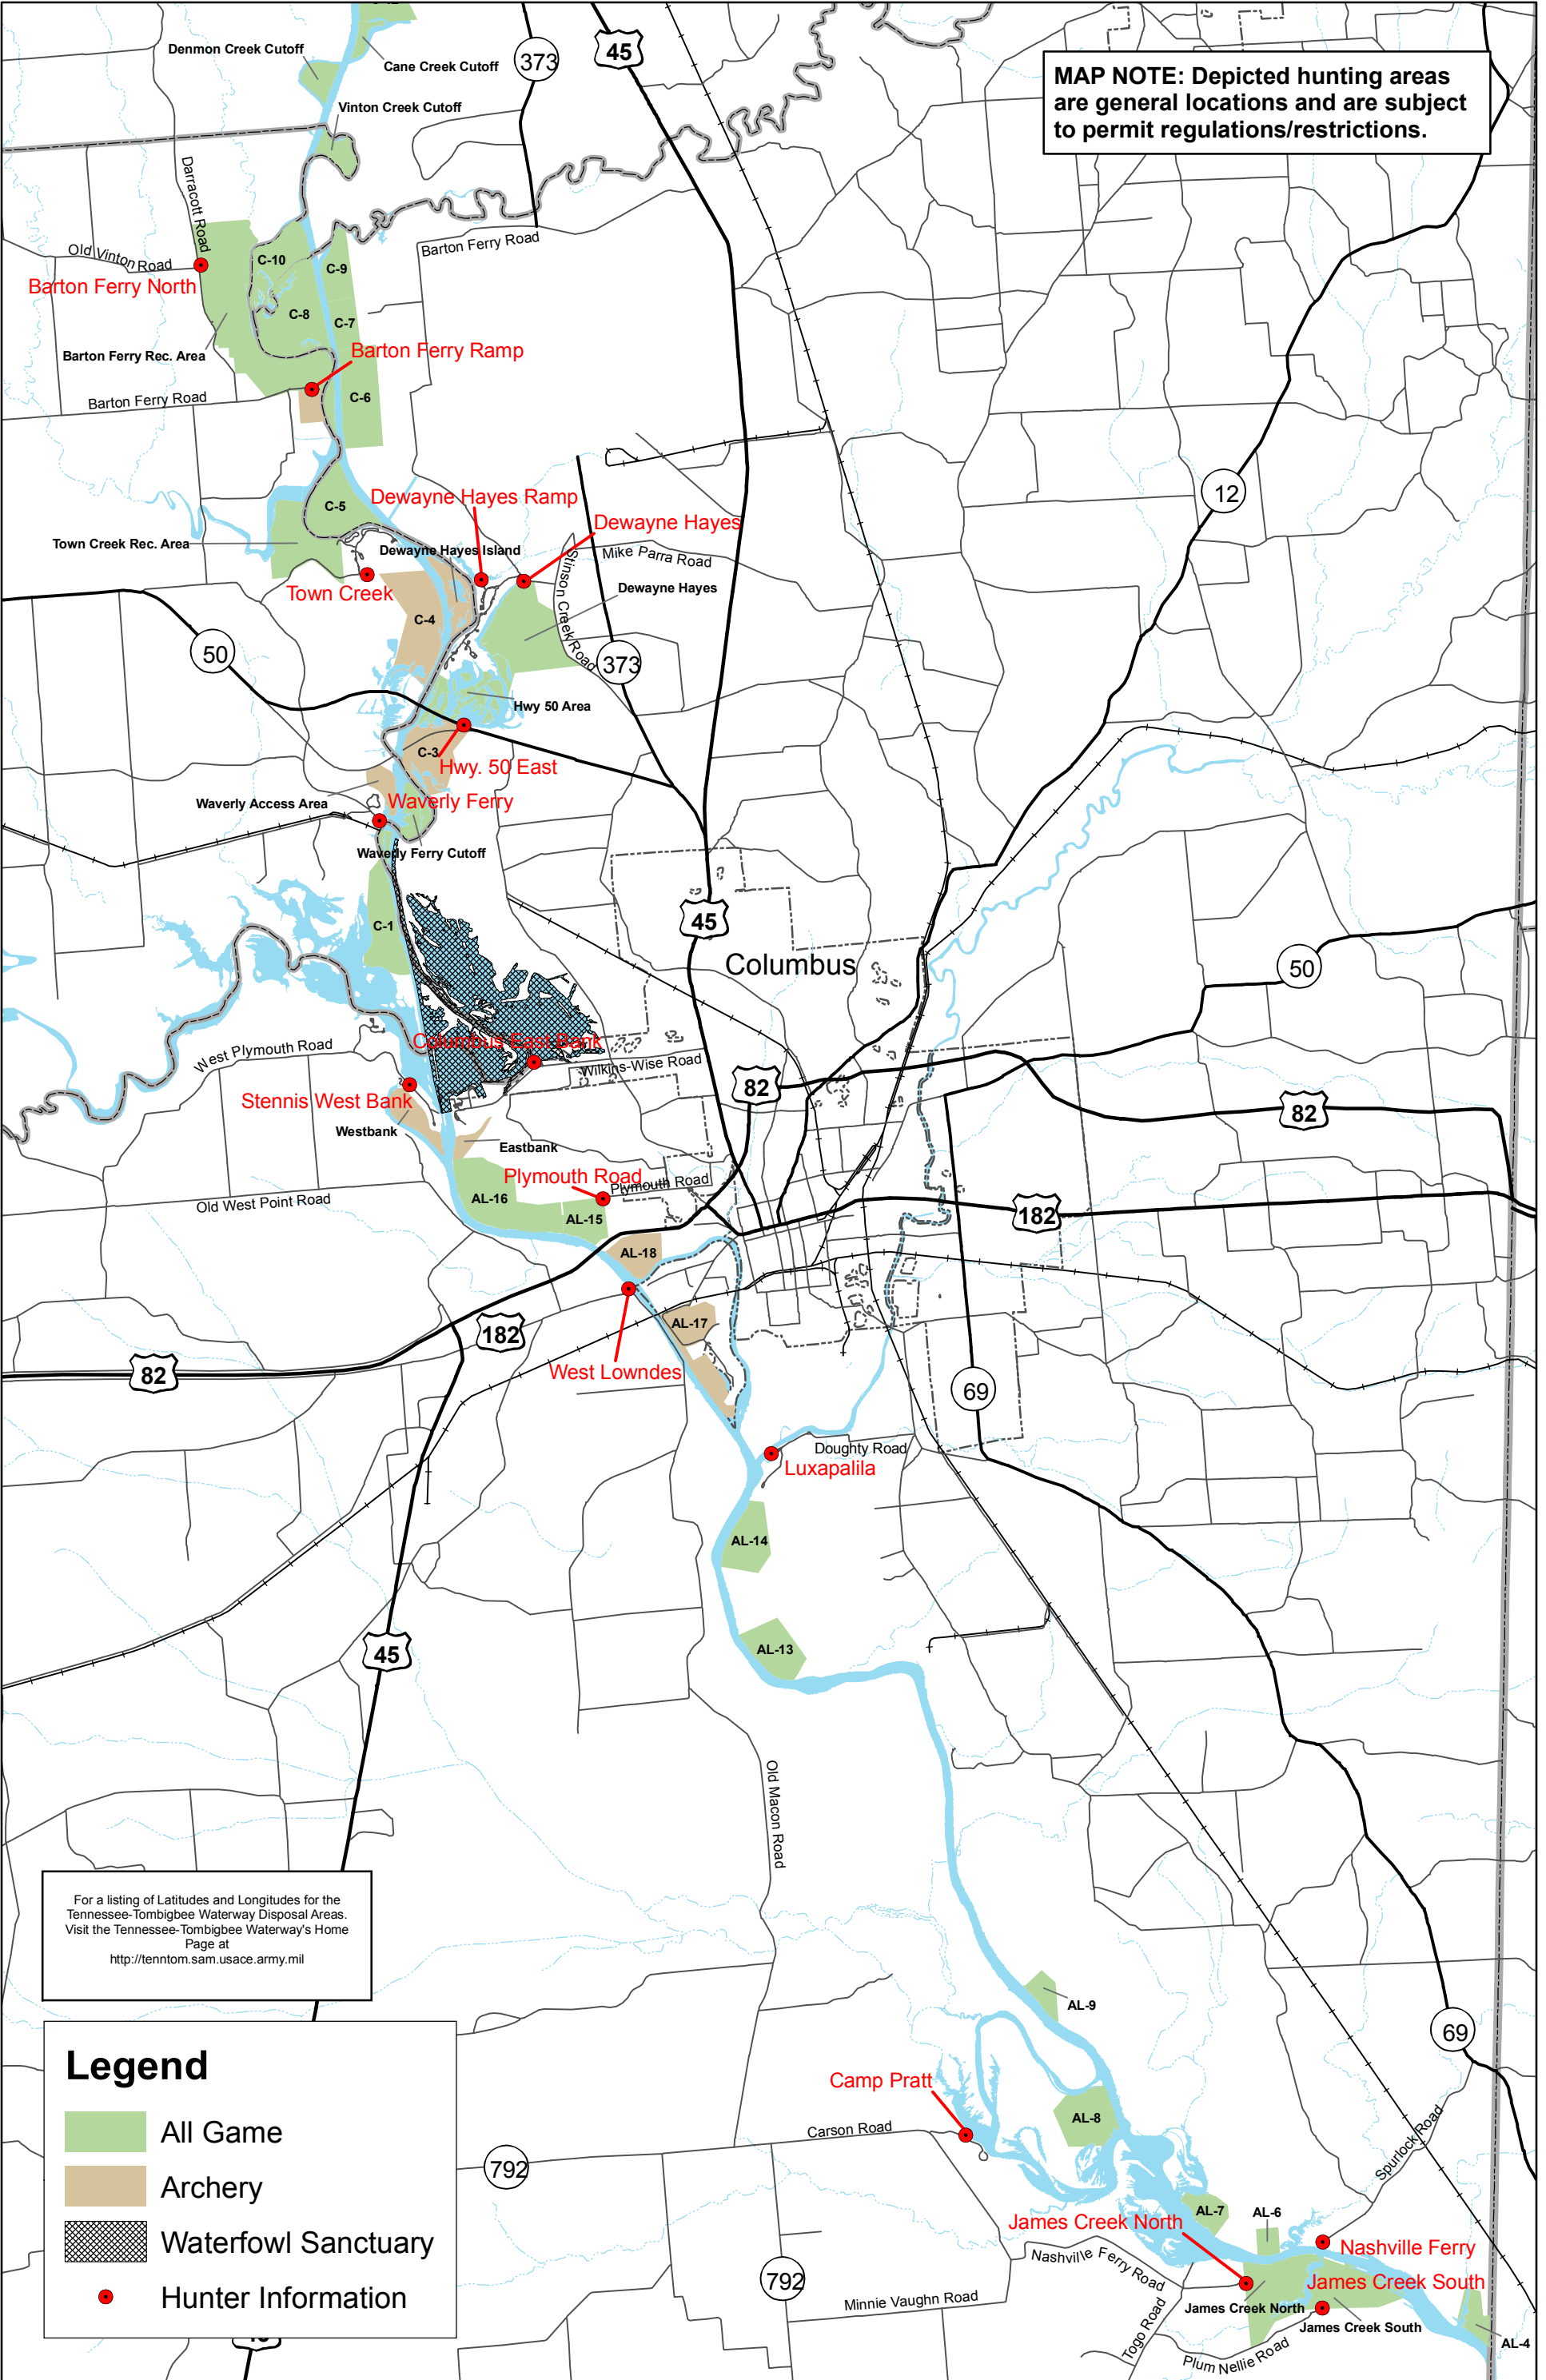 Denmon Creek Cutoff
Cane Creek Cutoff
373
45
MAP NOTE: Depicted hunting areas
are general locations and are subject
to permit regulations/restrictions.
Vinton Creek Cutoff
Darracott Road
Old Vinton Road
Barton Ferry North
C-10
C-9
Barton Ferry Road
C-8
C-7
Barton Ferry Rec. Area
Barton Ferry Ramp
Barton Ferry Road
C-6
12
C-5
Dewayne Hayes Ramp
Dewayne Hayes
Town Creek Rec. Area
Dewayne Hayes Island
Mike Parra Road
Stinson Creek Road
Town Creek
Dewayne Hayes
C-4
50
373
Hwy 50 Area
C-3
Hwy. 50 East
Waverly Access Area
Waverly Ferry
Waverly Ferry Cutoff
45
C-1
Columbus
50
Columbus East Bank
West Plymouth Road
Wilkins-Wise Road
82
Stennis West Bank
82
Westbank
Eastbank
Plymouth Road
Plymouth Road
AL-16
Old West Point Road
AL-15
182
AL-18
AL-17
182
82
West Lowndes
69
Doughty Road
Luxapalila
AL-14
AL-13
45
Old Macon Road
For a listing of Latitudes and Longitudes for the
Tennessee-Tombigbee Waterway Disposal Areas.
Visit the Tennessee-Tombigbee Waterway's Home
Page at
http://tenntom.sam.usace.army.mil
AL-9
69
Legend
All Game
Archery
Waterfowl Sanctuary
Hunter Information
Camp Pratt
AL-8
Carson Road
Spurlock Road
792
AL-7
AL-6
James Creek North
Nashville Ferry
Nashville Ferry Road
792
James Creek South
Minnie Vaughn Road
James Creek North
James Creek South
Togo Road
Plum Nellie Road
AL-4